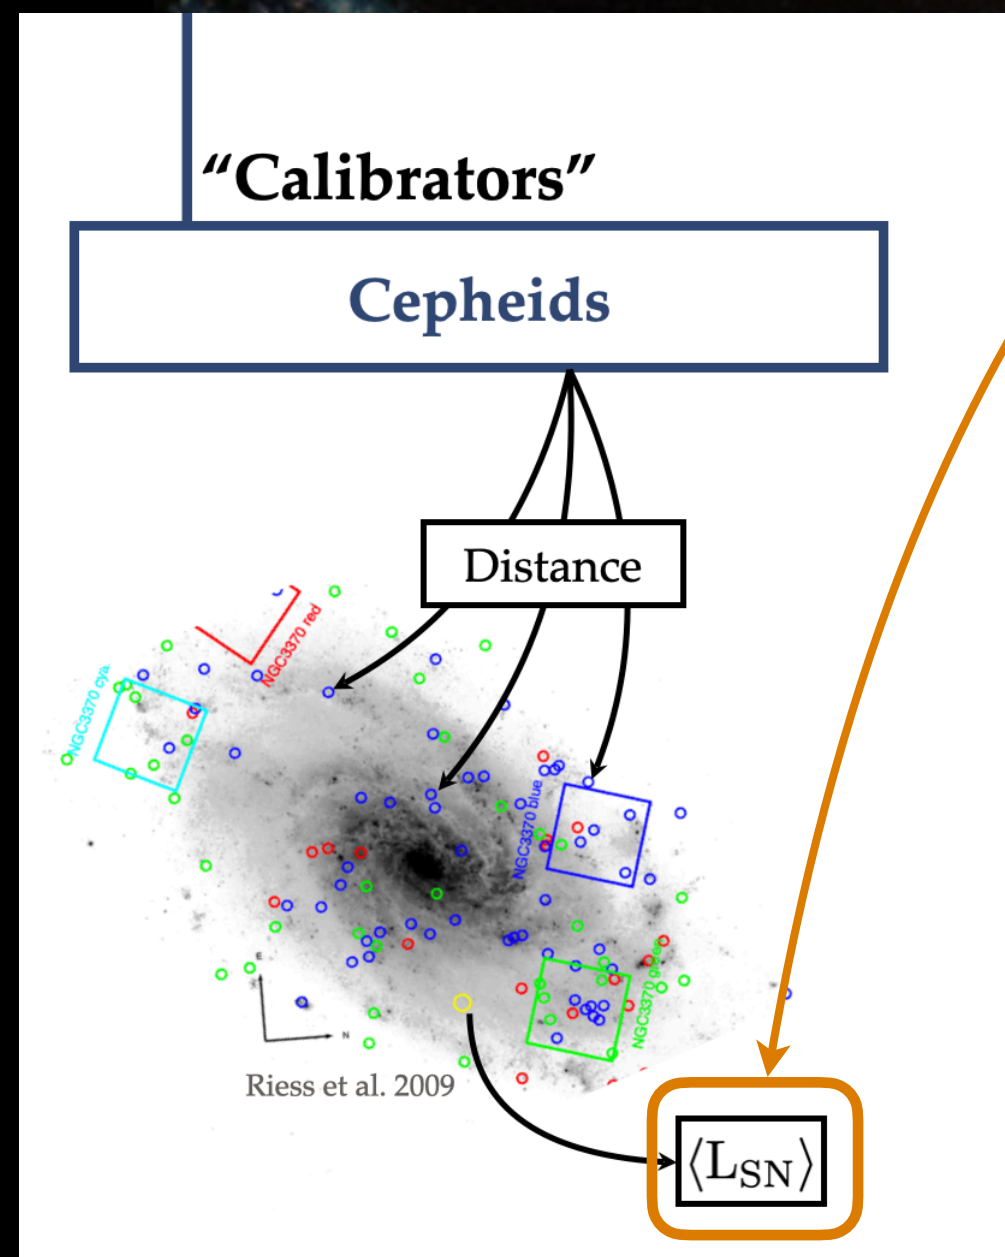 “Calibrators”
Cepheids
Distance
NGC3370 red
NGC3370 cya
NGC3370 blue
NGC3370 green
E
N
Riess et al. 2009
⟨L_SN⟩